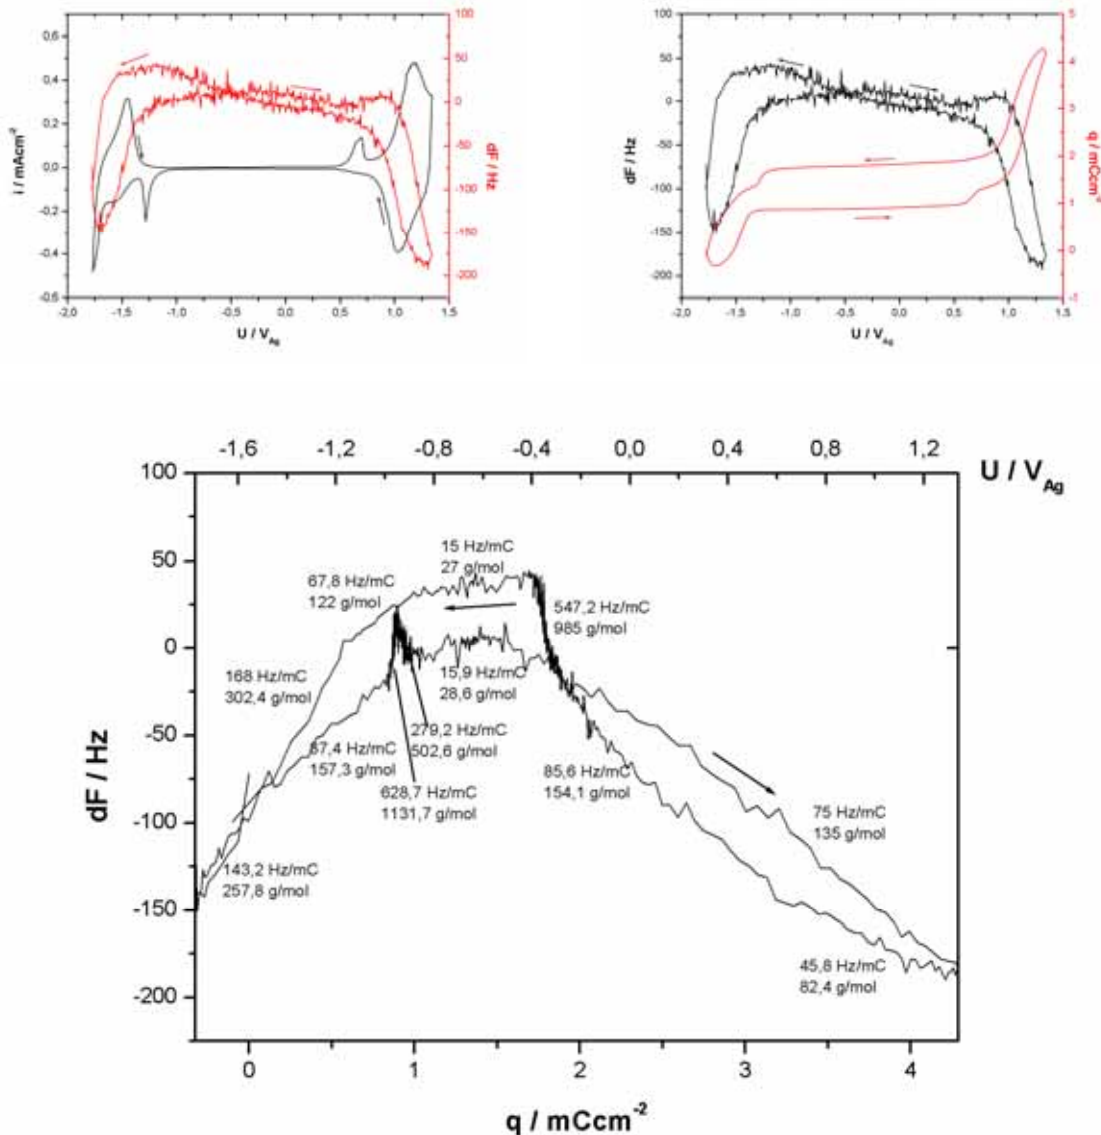 100 100 5
0,6
50 50 4
0,4
0 3
0,2 0
i / mAcm-2 dF / Hz dF / Hz -50 q / mCcm-2
0,0 -50 2
-0,2 -100 -100 1
-150 -150
-0,4 0
-200 -200
-0,6 -1
-2,0 -1,5 -1,0 -0,5 0,0 0,5 1,0 1,5 -2,0 -1,5 -1,0 -0,5 0,0 0,5 1,0 1,5
U / VAg U / VAg
-1,6 -1,2 -0,8 -0,4 0,0 0,4 0,8 1,2
100 U / VAg
15 Hz/mC
27 g/mol
50
67,8 Hz/mC
122 g/mol
547,2 Hz/mC
985 g/mol
0
168 Hz/mC
302,4 g/mol
15,9 Hz/mC
28,6 g/mol
279,2 Hz/mC
502,6 g/mol
-50
87,4 Hz/mC
157,3 g/mol
85,6 Hz/mC
154,1 g/mol
628,7 Hz/mC
1131,7 g/mol
dF / Hz
75 Hz/mC
135 g/mol
-100
143,2 Hz/mC
257,8 g/mol
-150
45,8 Hz/mC
82,4 g/mol
-200
0 1 2 3 4
q / mCcm-2